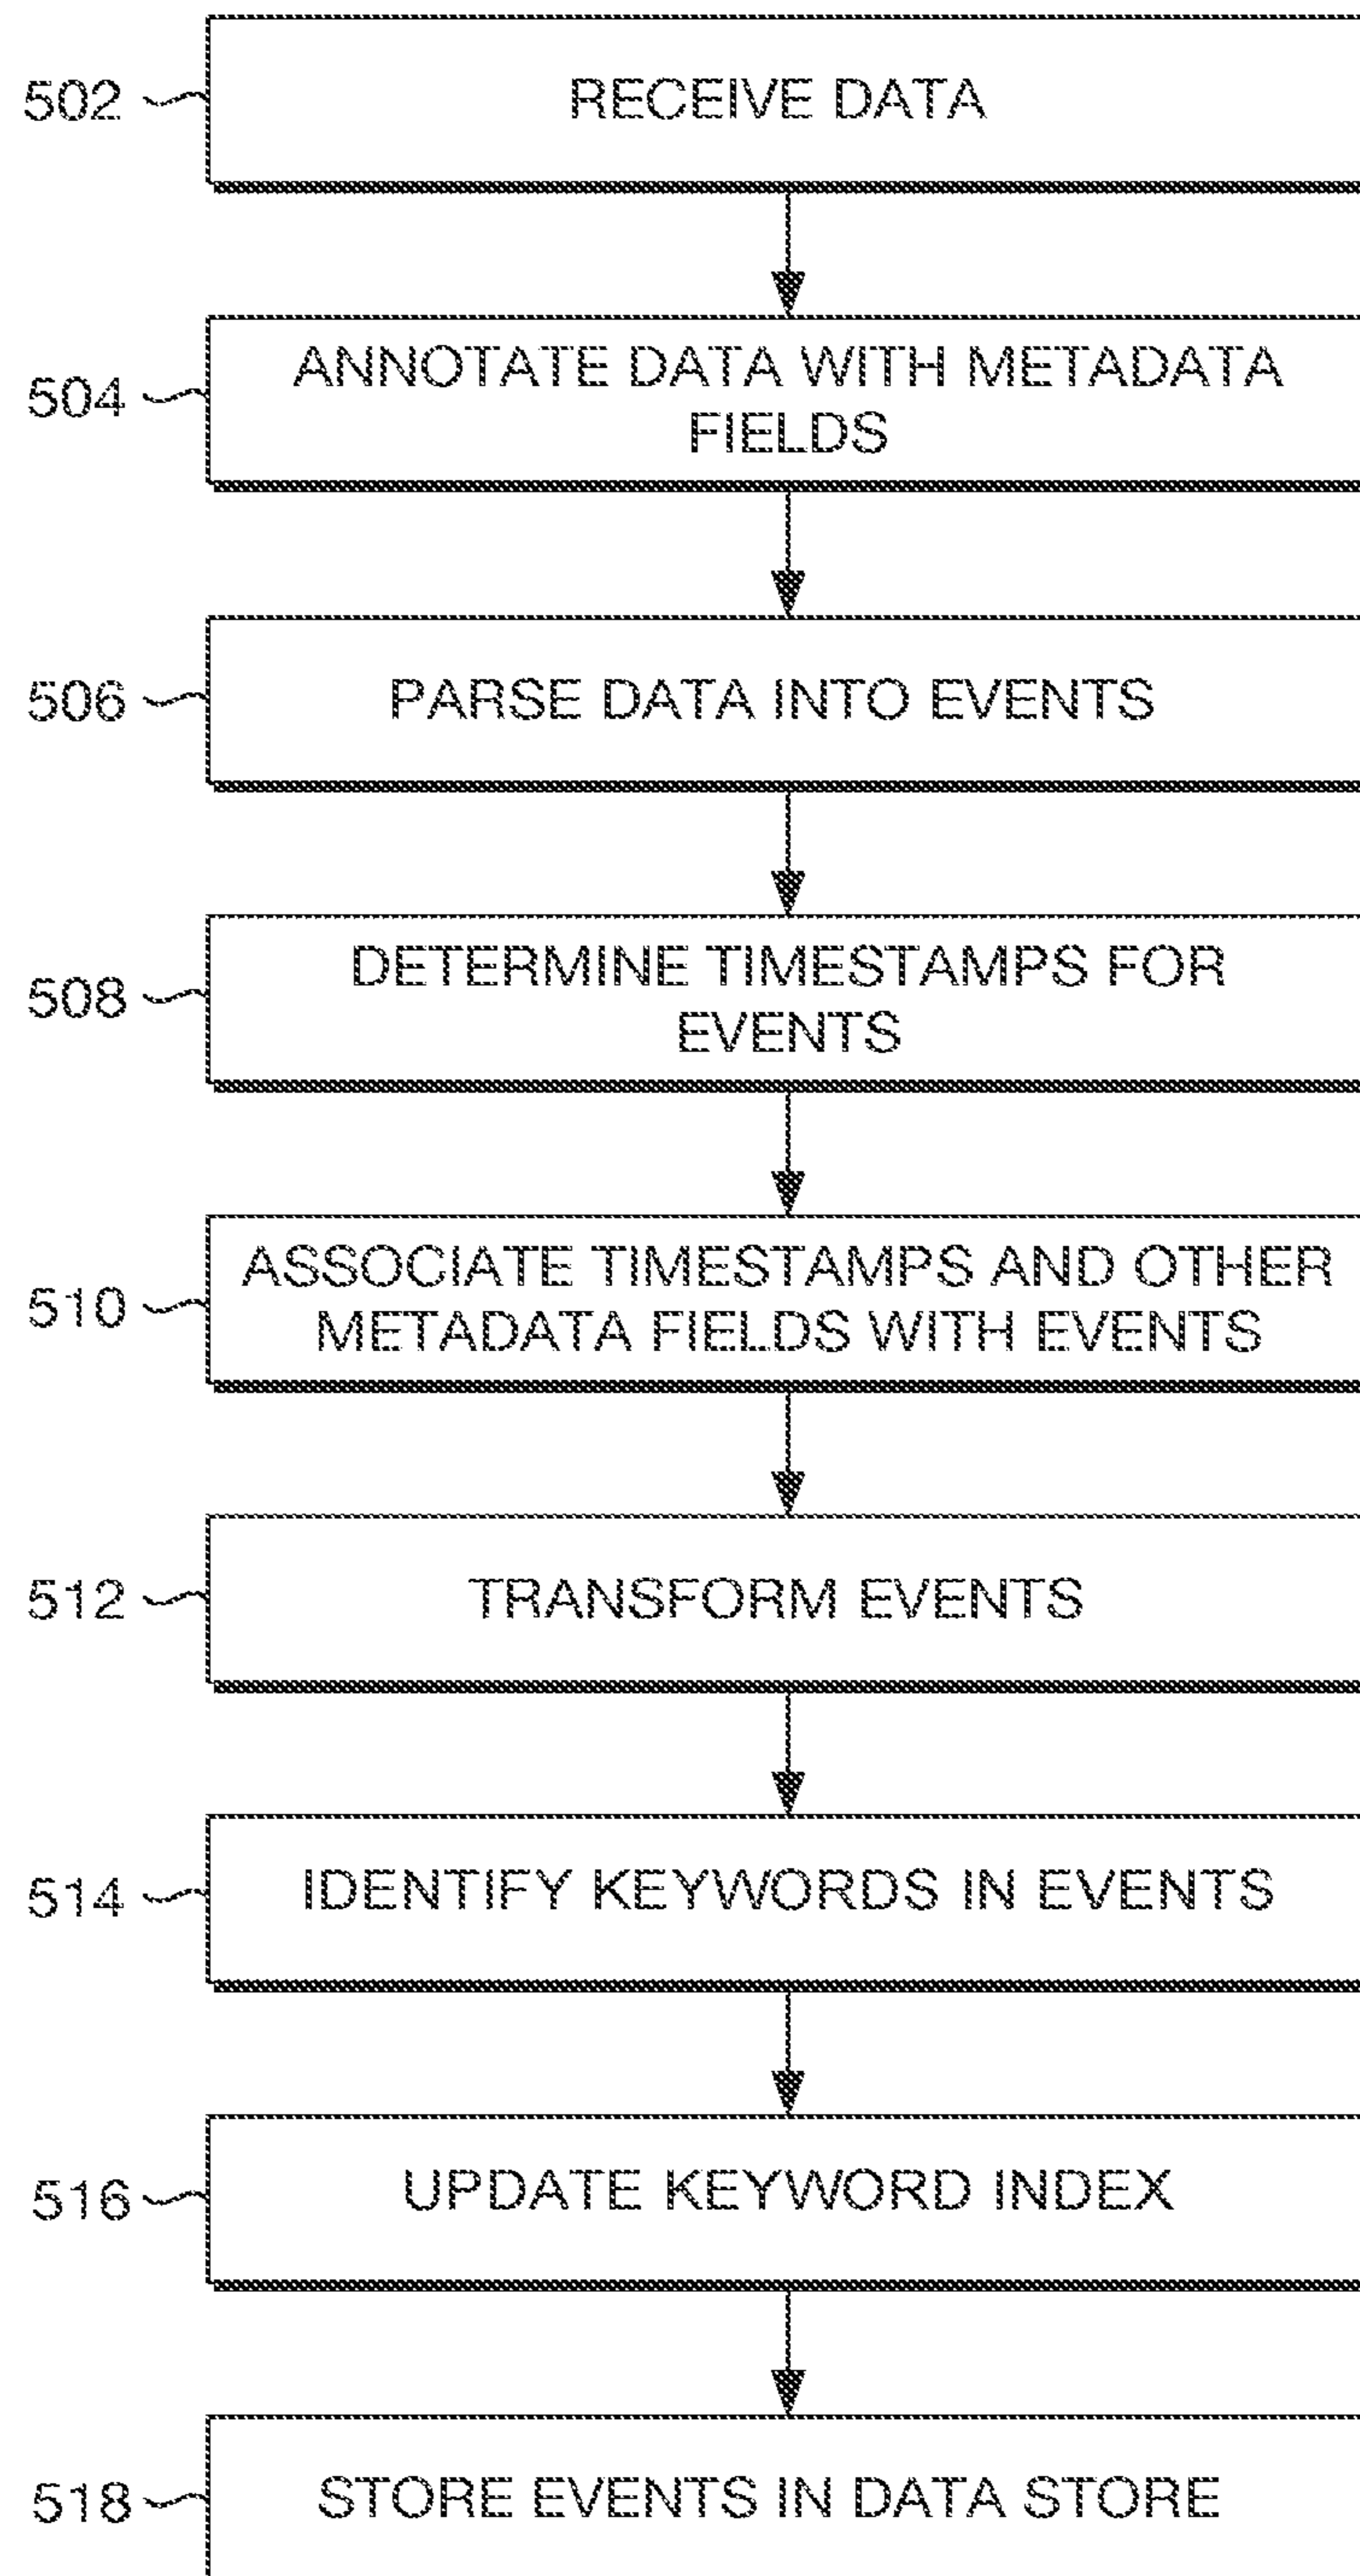 502
RECEIVE DATA
504
ANNOTATE DATA WITH METADATA
FIELDS
506
PARSE DATA INTO EVENTS
508
DETERMINE TIMESTAMPS FOR
EVENTS
510
ASSOCIATE TIMESTAMPS AND OTHER
METADATA FIELDS WITH EVENTS
512
TRANSFORM EVENTS
514
IDENTIFY KEYWORDS IN EVENTS
516
UPDATE KEYWORD INDEX
518
STORE EVENTS IN DATA STORE